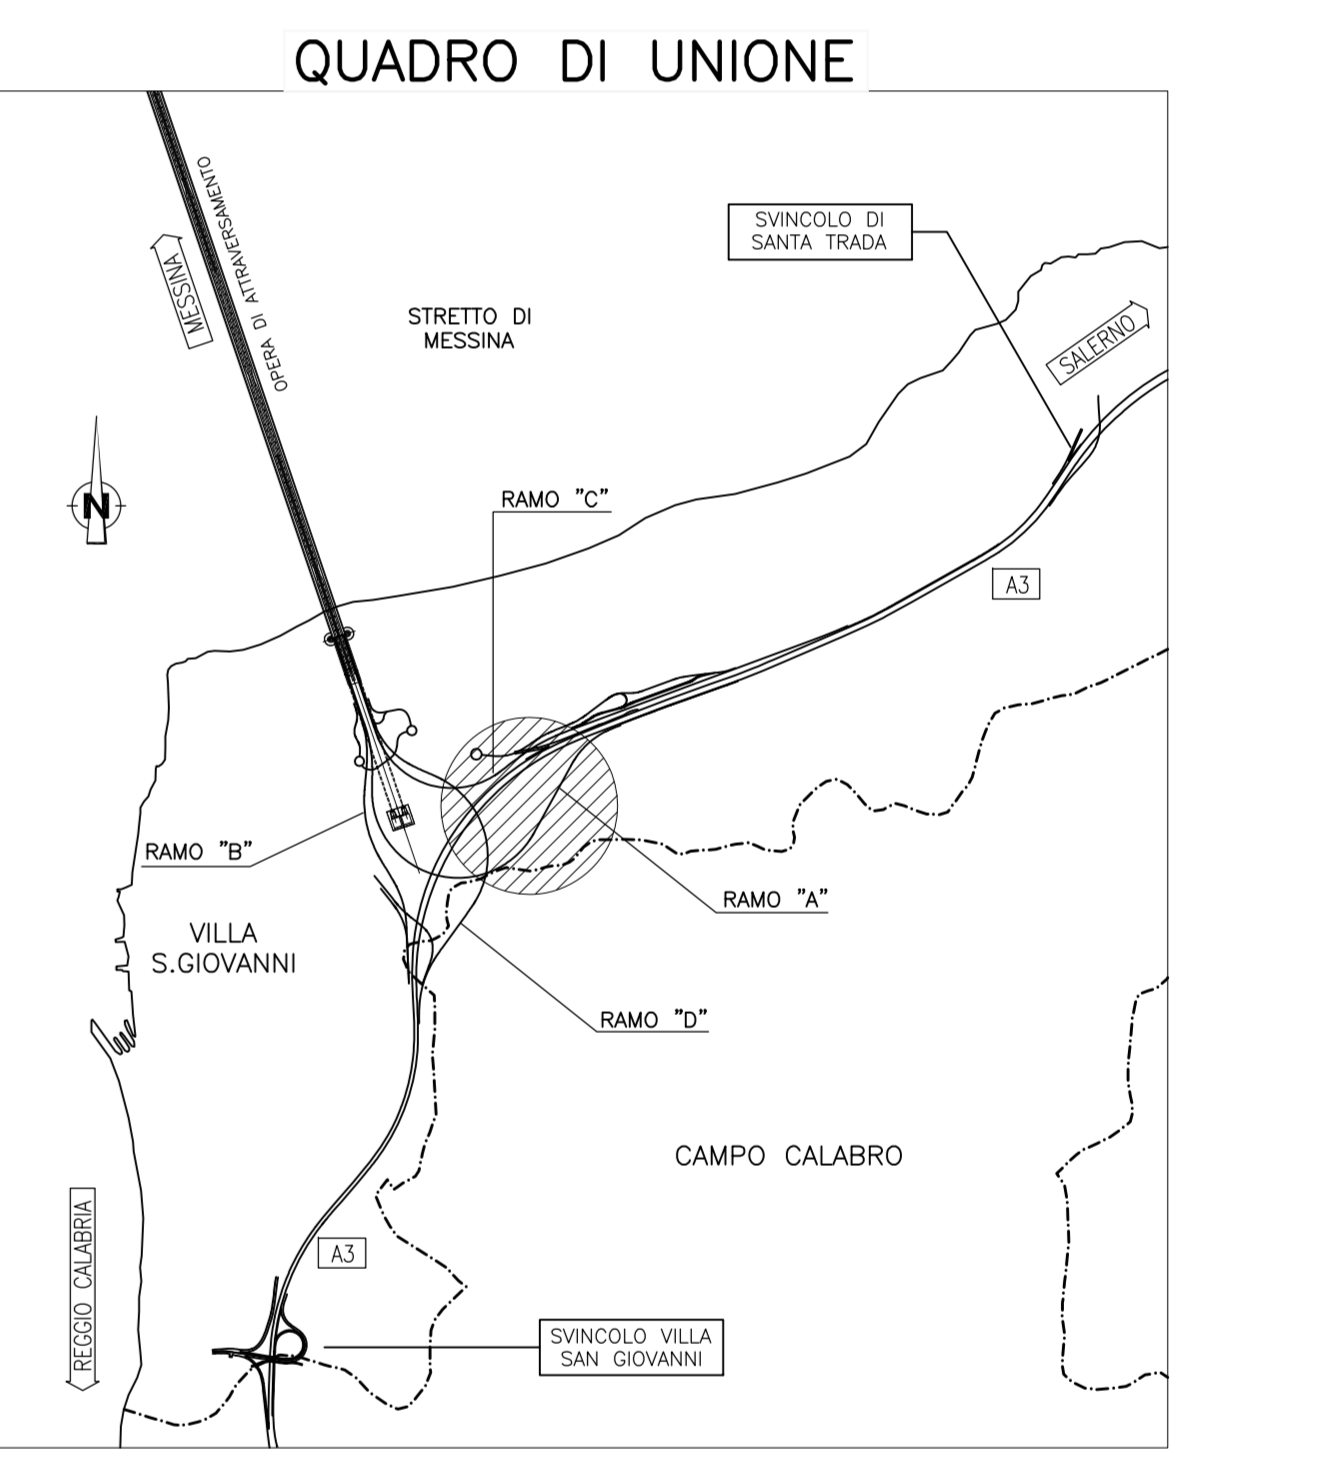 QUADRO DI UNIONE
OPERA DI ATTRAVERSAMENTO
MESSINA
SVINCOLO DI
SANTA TRADA
STRETTO DI
MESSINA
SALERNO
N
RAMO "C"
A3
RAMO "B"
RAMO "A"
VILLA
S.GIOVANNI
RAMO "D"
CAMPO CALABRO
REGGIO CALABRIA
A3
SVINCOLO VILLA
SAN GIOVANNI